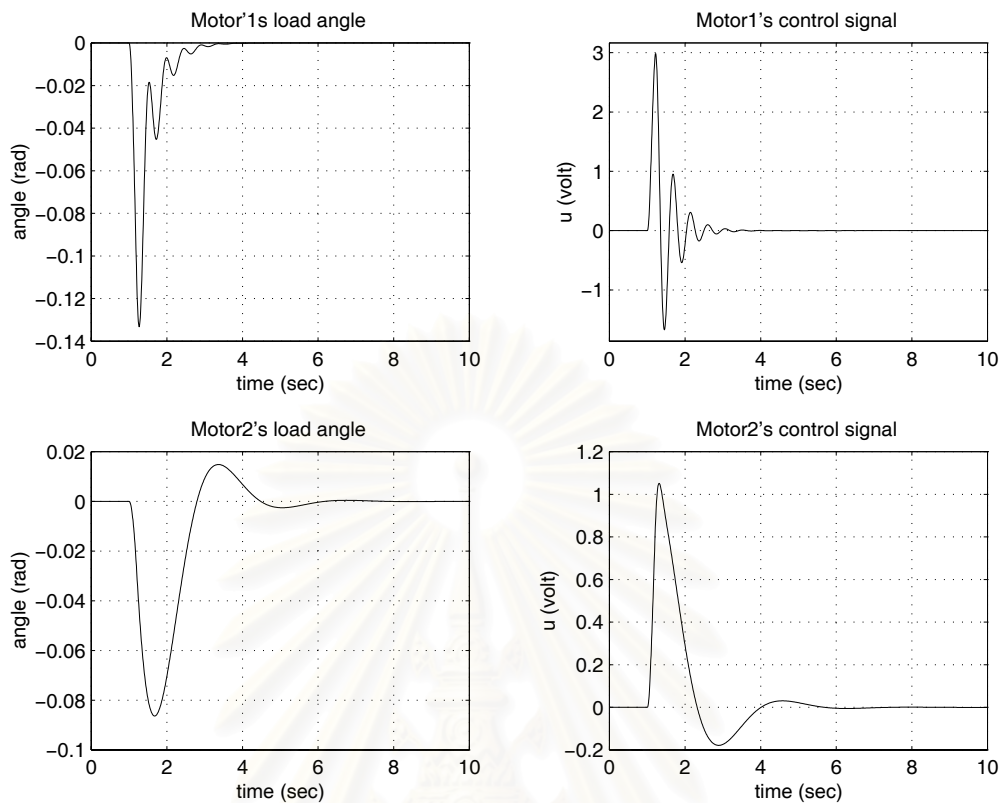 Motor'1s load angle
0
−0.02
−0.04
−0.06
−0.08
−0.1
−0.12
−0.14
angle (rad)
0 2 4 6 8 10
time (sec)
Motor1's control signal
3
2
1
0
−1
u (volt)
0 2 4 6 8 10
time (sec)
Motor2's load angle
0.02
0
−0.02
−0.04
−0.06
−0.08
−0.1
angle (rad)
0 2 4 6 8 10
time (sec)
Motor2's control signal
1.2
1
0.8
0.6
0.4
0.2
0
−0.2
u (volt)
0 2 4 6 8 10
time (sec)